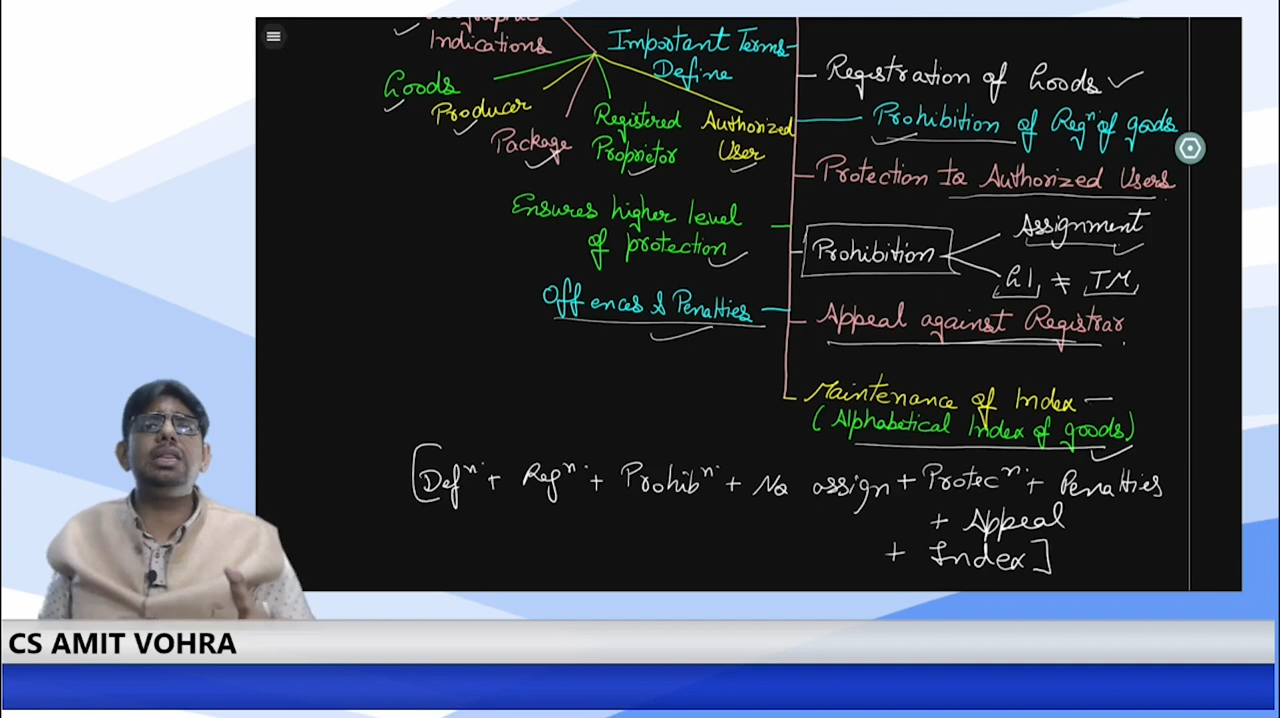 Indications
Important Terms
Define
Goods
Producer
Package
Registered
Proprietor
Authorized
User
Ensures higher level
of protection
Offences & Penalties
Registration of Goods
Prohibition of Regn of goods
Protection to Authorized Users
Prohibition
Assignment
GI ≠ TM
Appeal against Registrar
Maintenance of Index
(Alphabetical Index of goods)
[Defn + Regn + Prohibn + No assign + Protecn + Penalties
+ Appeal
+ Index]
CS AMIT VOHRA